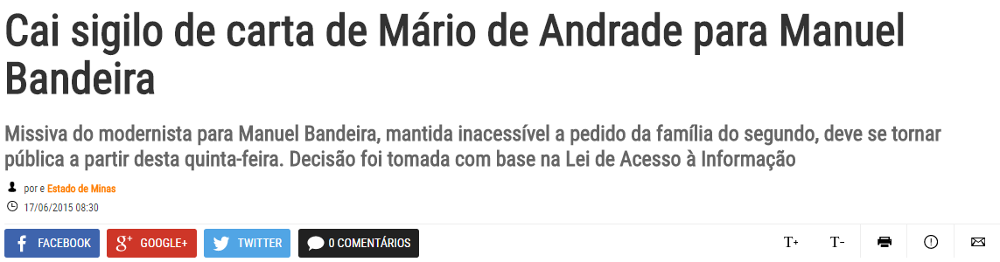 Cai sigilo de carta de Mário de Andrade para Manuel
Bandeira
Missiva do modernista para Manuel Bandeira, mantida inacessível a pedido da família do segundo, deve se tornar
pública a partir desta quinta-feira. Decisão foi tomada com base na Lei de Acesso à Informação
por e Estado de Minas
17/06/2015 08:30
f FACEBOOK g+ GOOGLE+ TWITTER 0 COMENTÁRIOS T+ T-